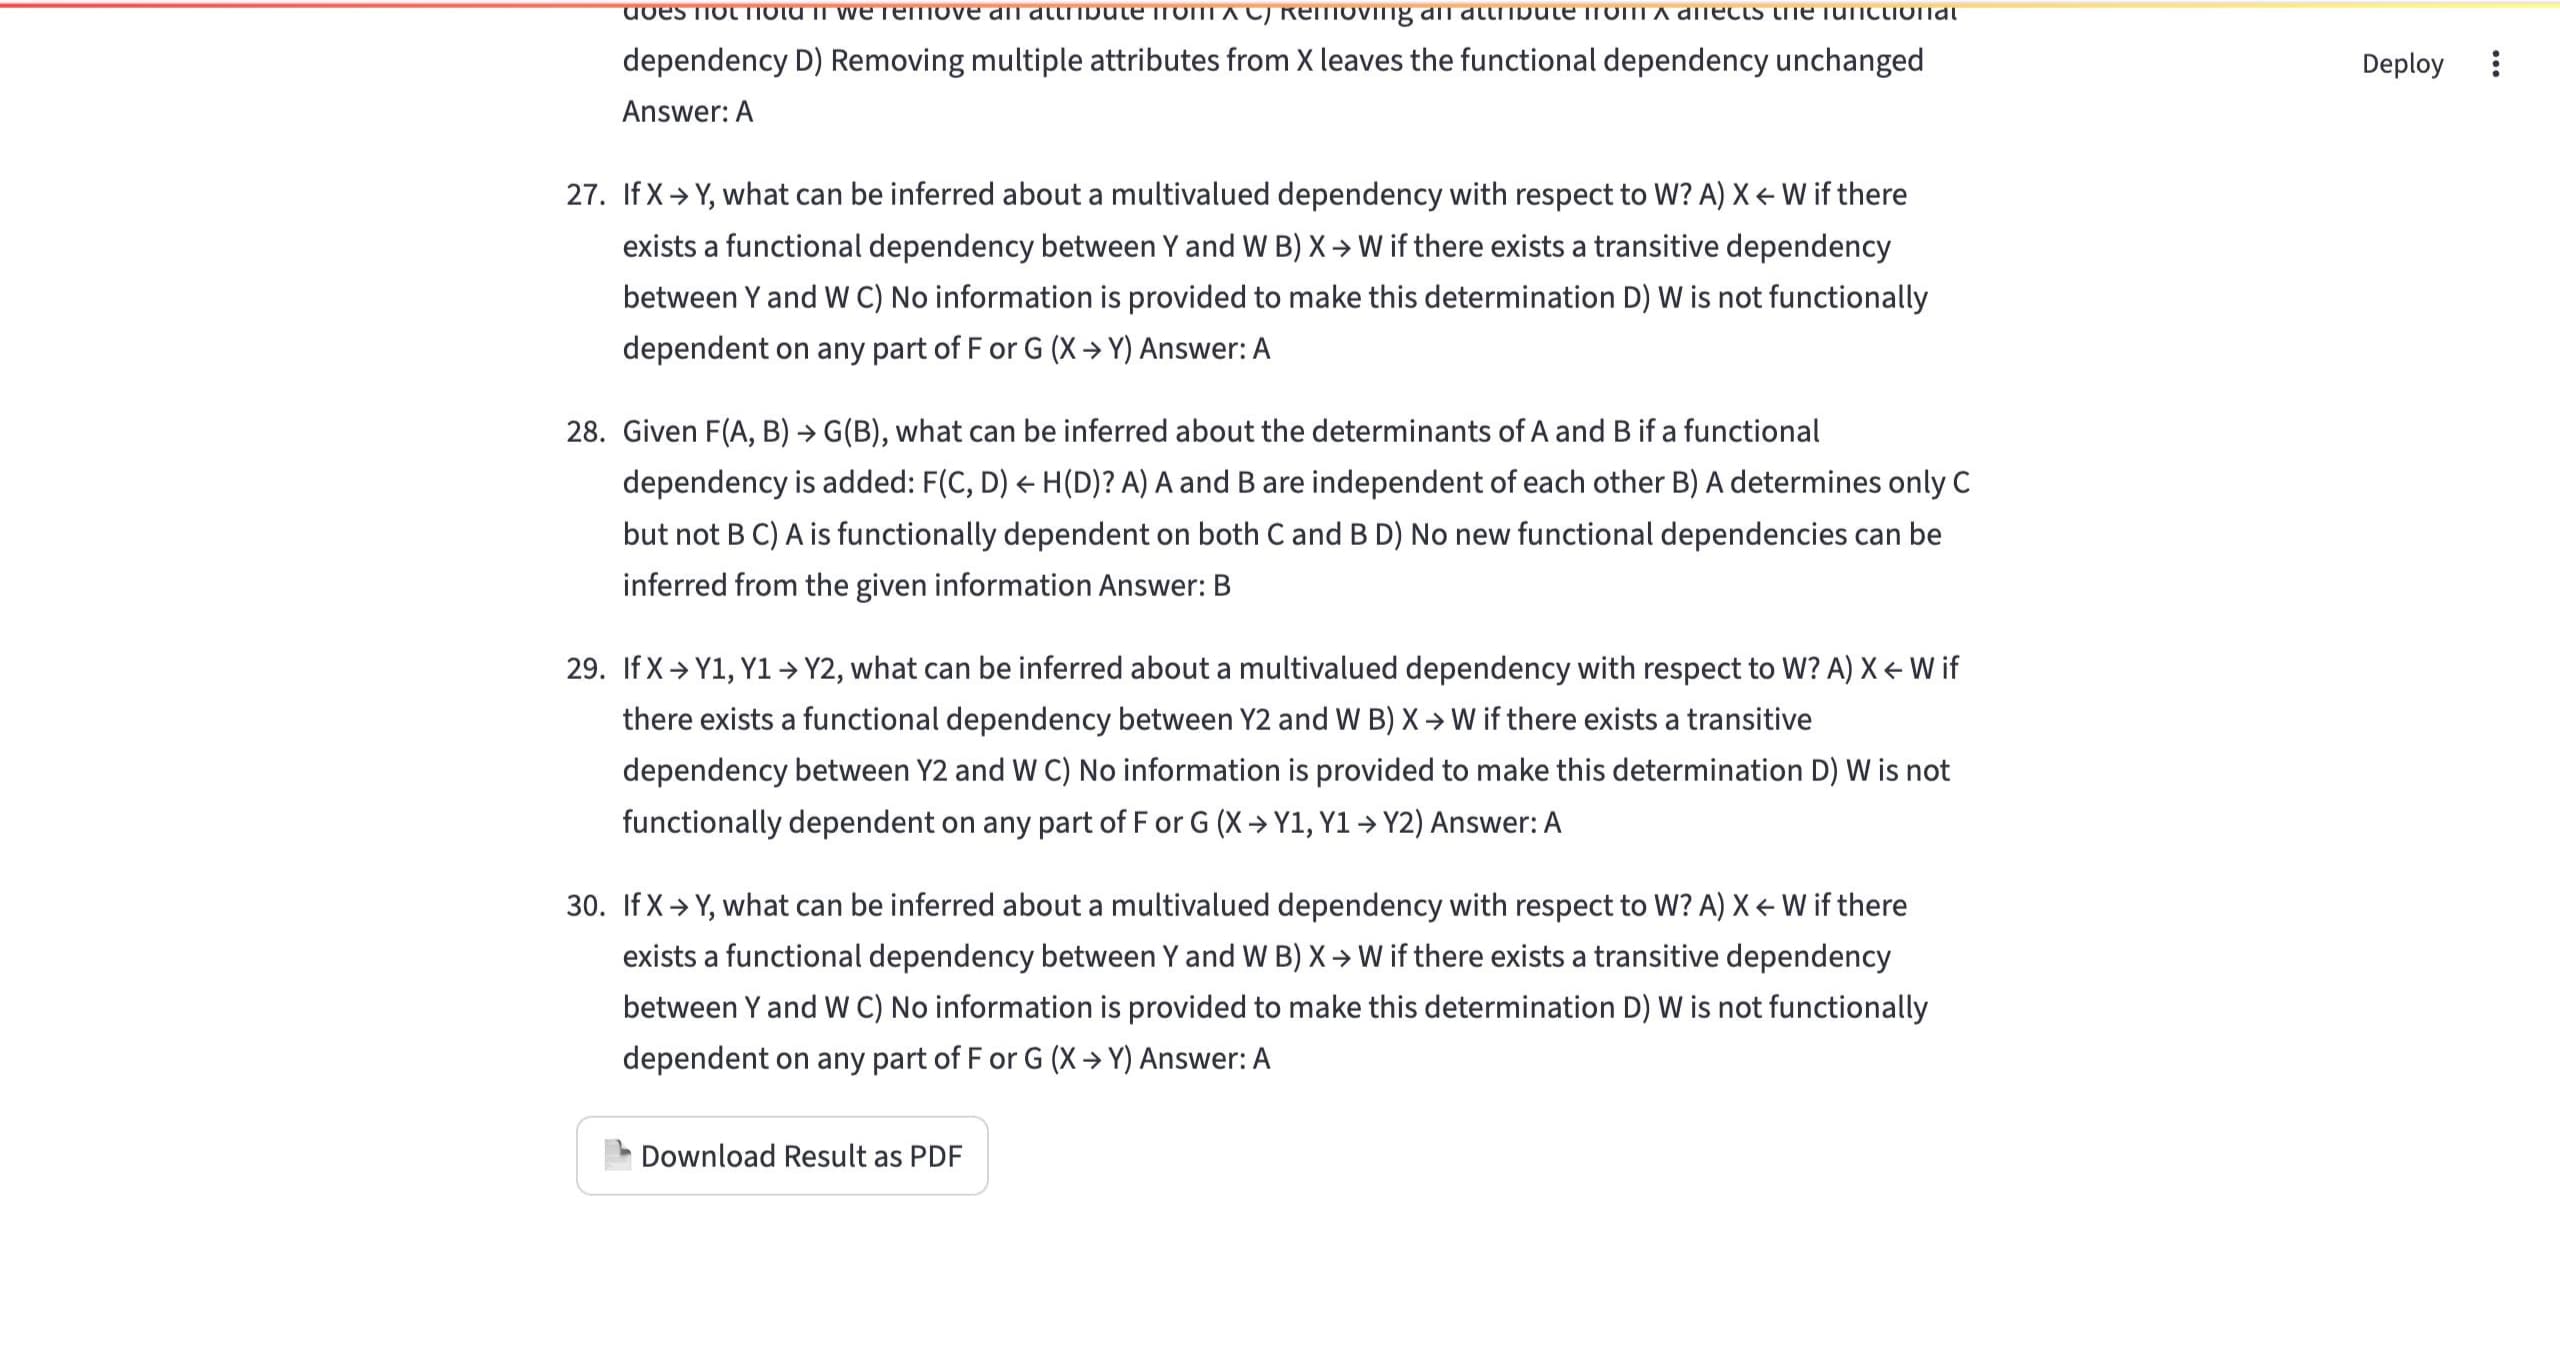 does not hold if we remove an attribute from X C) Removing an attribute from X affects the functional
dependency D) Removing multiple attributes from X leaves the functional dependency unchanged
Deploy
Answer: A
27. If X → Y, what can be inferred about a multivalued dependency with respect to W? A) X ← W if there
exists a functional dependency between Y and W B) X → W if there exists a transitive dependency
between Y and W C) No information is provided to make this determination D) W is not functionally
dependent on any part of F or G (X → Y) Answer: A
28. Given F(A, B) → G(B), what can be inferred about the determinants of A and B if a functional
dependency is added: F(C, D) ← H(D)? A) A and B are independent of each other B) A determines only C
but not B C) A is functionally dependent on both C and B D) No new functional dependencies can be
inferred from the given information Answer: B
29. If X → Y1, Y1 → Y2, what can be inferred about a multivalued dependency with respect to W? A) X ← W if
there exists a functional dependency between Y2 and W B) X → W if there exists a transitive
dependency between Y2 and W C) No information is provided to make this determination D) W is not
functionally dependent on any part of F or G (X → Y1, Y1 → Y2) Answer: A
30. If X → Y, what can be inferred about a multivalued dependency with respect to W? A) X ← W if there
exists a functional dependency between Y and W B) X → W if there exists a transitive dependency
between Y and W C) No information is provided to make this determination D) W is not functionally
dependent on any part of F or G (X → Y) Answer: A
Download Result as PDF